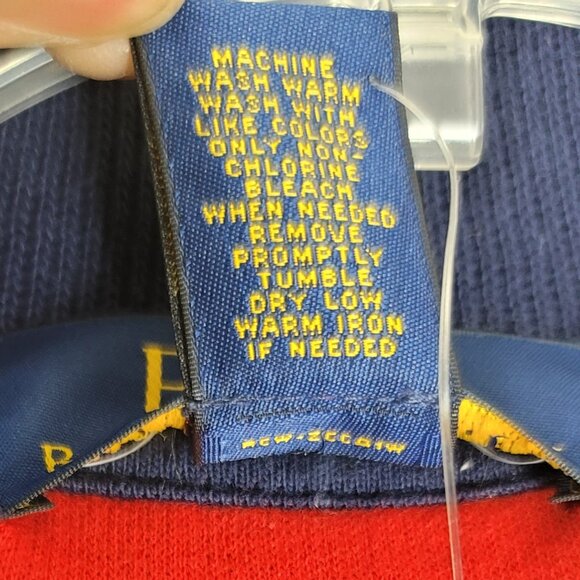 MACHINE
WASH WARM
WASH WITH
LIKE COLORS
ONLY NON-
CHLORINE
BLEACH
WHEN NEEDED
REMOVE
PROMPTLY
TUMBLE
DRY LOW
WARM IRON
IF NEEDED